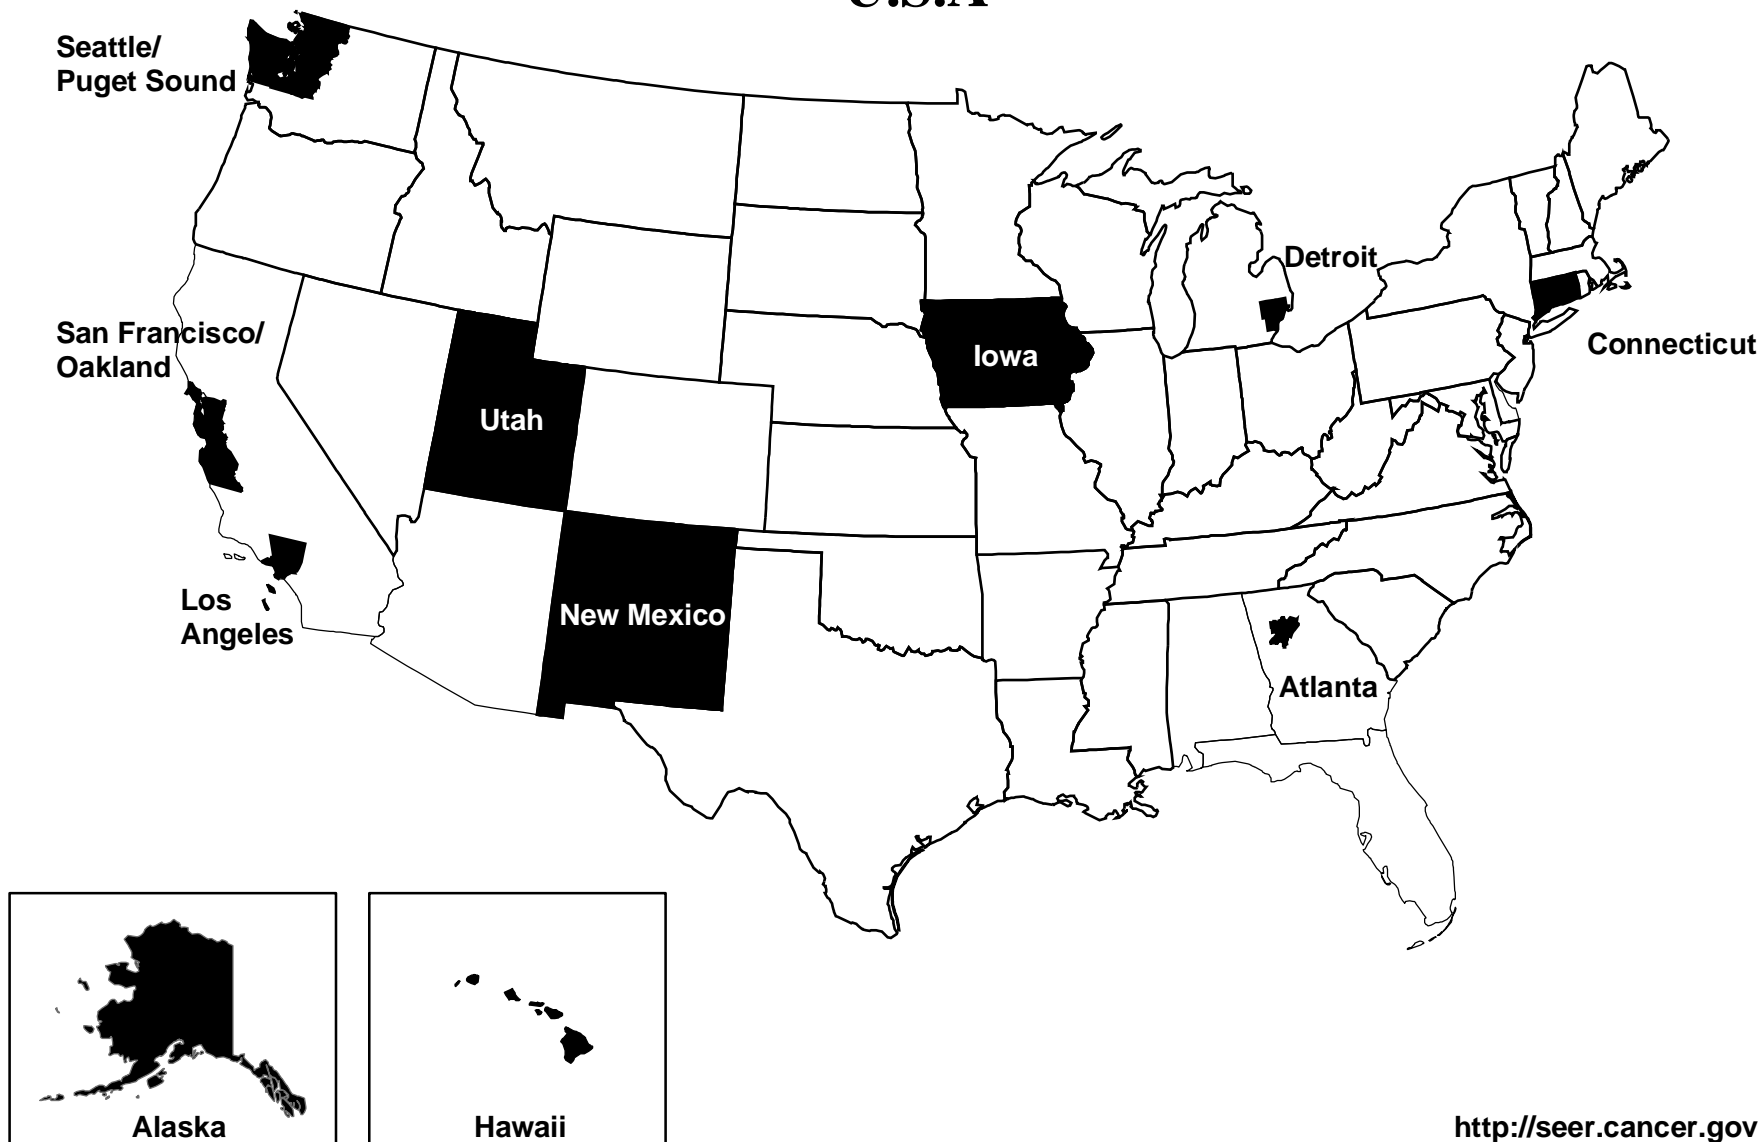 U.S.A
Seattle/
Puget Sound
Detroit
San Francisco/
Oakland
Connecticut
Iowa
Utah
Los
Angeles
New Mexico
Atlanta
Alaska
Hawaii
http://seer.cancer.gov